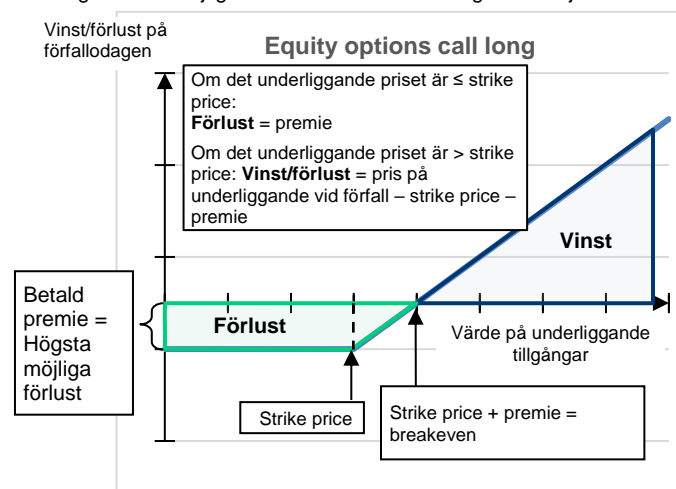 Vinst/förlust på
förfallodagen
Equity options call long
Om det underliggande priset är ≤ strike
price:
Förlust = premie
Om det underliggande priset är > strike
price: Vinst/förlust = pris på
underliggande vid förfall – strike price –
premie
Vinst
Betald
premie =
Högsta
möjliga
förlust
Förlust
Värde på underliggande
tillgångar
Strike price
Strike price + premie =
breakeven